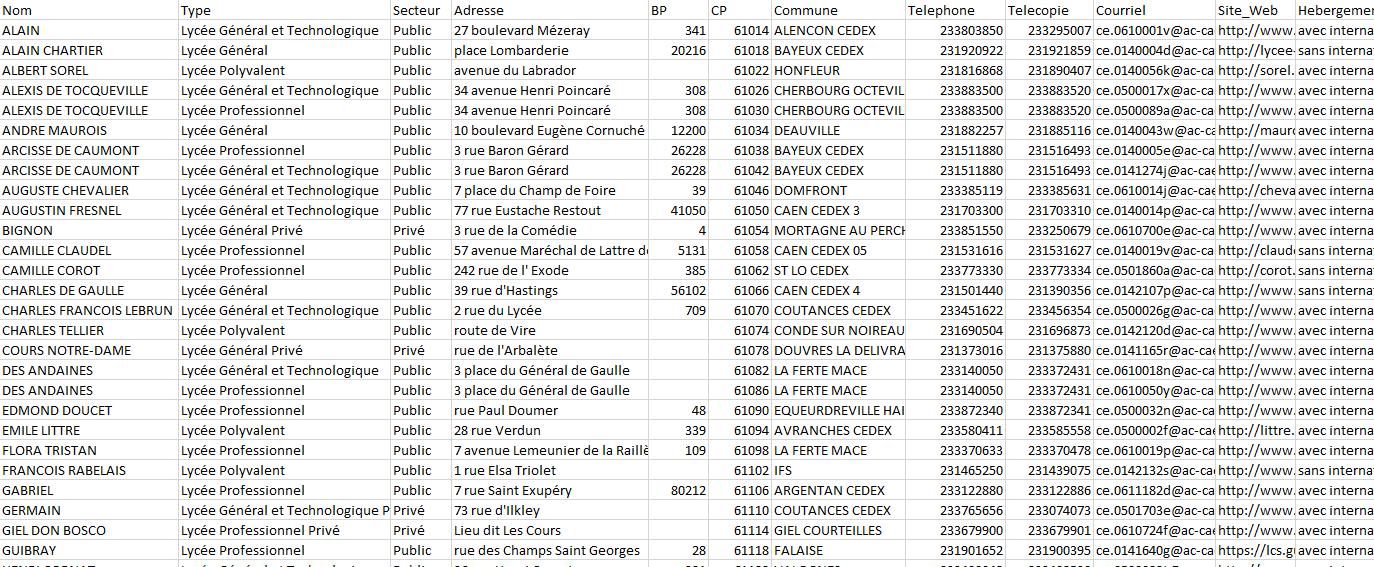 Nom Type Secteur Adresse BP CP Commune Telephone Telecopie Courriel Site_Web Hebergemen
ALAIN Lycée Général et Technologique Public 27 boulevard Mézeray 341 61014 ALENCON CEDEX 233803850 233295007 ce.0610001v@ac-ca http://www. avec interna
ALAIN CHARTIER Lycée Général Public place Lombarderie 20216 61018 BAYEUX CEDEX 231920922 231921859 ce.0140004d@ac-ca http://lycee- sans internat
ALBERT SOREL Lycée Polyvalent Public avenue du Labrador 61022 HONFLEUR 231816868 231890407 ce.0140056k@ac-ca http://sorel. avec interna
ALEXIS DE TOCQUEVILLE Lycée Général et Technologique Public 34 avenue Henri Poincaré 308 61026 CHERBOURG OCTEVIL 233883500 233883520 ce.0500017x@ac-ca http://www. avec interna
ALEXIS DE TOCQUEVILLE Lycée Professionnel Public 34 avenue Henri Poincaré 308 61030 CHERBOURG OCTEVIL 233883500 233883520 ce.0500089a@ac-ca http://www. avec interna
ANDRE MAUROIS Lycée Général Public 10 boulevard Eugène Cornuché 12200 61034 DEAUVILLE 231882257 231885116 ce.0140043w@ac-ca http://mauro avec interna
ARCISSE DE CAUMONT Lycée Professionnel Public 3 rue Baron Gérard 26228 61038 BAYEUX CEDEX 231511880 231516493 ce.0140005e@ac-ca http://www. avec interna
ARCISSE DE CAUMONT Lycée Général et Technologique Public 3 rue Baron Gérard 26228 61042 BAYEUX CEDEX 231511880 231516493 ce.0141274j@ac-cae http://www. avec interna
AUGUSTE CHEVALIER Lycée Général et Technologique Public 7 place du Champ de Foire 39 61046 DOMFRONT 233385119 233385631 ce.0610014j@ac-cae http://cheva avec interna
AUGUSTIN FRESNEL Lycée Général et Technologique Public 77 rue Eustache Restout 41050 61050 CAEN CEDEX 3 231703300 231703310 ce.0140014p@ac-ca http://www. avec interna
BIGNON Lycée Général Privé Privé 3 rue de la Comédie 4 61054 MORTAGNE AU PERCH 233851550 233250679 ce.0610700e@ac-ca http://www. avec interna
CAMILLE CLAUDEL Lycée Professionnel Public 57 avenue Maréchal de Lattre de 5131 61058 CAEN CEDEX 05 231531616 231531627 ce.0140019v@ac-ca http://claud sans internat
CAMILLE COROT Lycée Professionnel Public 242 rue de l' Exode 385 61062 ST LO CEDEX 233773330 233773334 ce.0501860a@ac-ca http://corot. sans internat
CHARLES DE GAULLE Lycée Général Public 39 rue d'Hastings 56102 61066 CAEN CEDEX 4 231501440 231390356 ce.0142107p@ac-ca http://www. sans internat
CHARLES FRANCOIS LEBRUN Lycée Général et Technologique Public 2 rue du Lycée 709 61070 COUTANCES CEDEX 233451622 233456354 ce.0500026g@ac-ca http://www. avec interna
CHARLES TELLIER Lycée Polyvalent Public route de Vire 61074 CONDE SUR NOIREAU 231690504 231696873 ce.0142120d@ac-ca http://www. avec interna
COURS NOTRE-DAME Lycée Général Privé Privé rue de l'Arbalète 61078 DOUVRES LA DELIVRA 231373016 231375880 ce.0141165r@ac-cae http://www. avec interna
DES ANDAINES Lycée Général et Technologique Public 3 place du Général de Gaulle 61082 LA FERTE MACE 233140050 233372431 ce.0610018n@ac-ca http://www. avec interna
DES ANDAINES Lycée Professionnel Public 3 place du Général de Gaulle 61086 LA FERTE MACE 233140050 233372431 ce.0610050y@ac-ca http://www. avec interna
EDMOND DOUCET Lycée Professionnel Public rue Paul Doumer 48 61090 EQUEURDREVILLE HAI 233872340 233872341 ce.0500032n@ac-ca http://www. avec interna
EMILE LITTRE Lycée Polyvalent Public 28 rue Verdun 339 61094 AVRANCHES CEDEX 233580411 233585558 ce.0500002f@ac-ca http://littre. avec interna
FLORA TRISTAN Lycée Professionnel Public 7 avenue Lemeunier de la Raillè 109 61098 LA FERTE MACE 233370633 233370478 ce.0610019p@ac-ca http://www. avec interna
FRANCOIS RABELAIS Lycée Polyvalent Public 1 rue Elsa Triolet 61102 IFS 231465250 231439075 ce.0142132s@ac-cae http://www. sans internat
GABRIEL Lycée Professionnel Public 7 rue Saint Exupéry 80212 61106 ARGENTAN CEDEX 233122880 233122886 ce.0611182d@ac-ca http://www. avec interna
GERMAIN Lycée Général et Technologique P Privé 73 rue d'Ilkley 61110 COUTANCES CEDEX 233765656 233074073 ce.0501703e@ac-ca http://www. avec interna
GIEL DON BOSCO Lycée Professionnel Privé Privé Lieu dit Les Cours 61114 GIEL COURTEILLES 233679900 233679901 ce.0610724f@ac-cae http://www. avec interna
GUIBRAY Lycée Professionnel Public rue des Champs Saint Georges 28 61118 FALAISE 231901652 231900395 ce.0141640g@ac-ca https://lcs.g avec interna